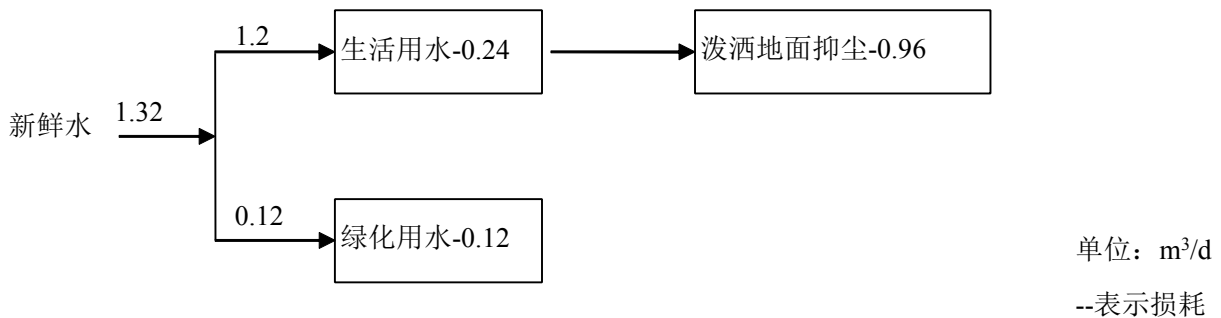 1.2
生活用水-0.24
泼洒地面抑尘-0.96
新鲜水
1.32
0.12
绿化用水-0.12
单位：m³/d
--表示损耗